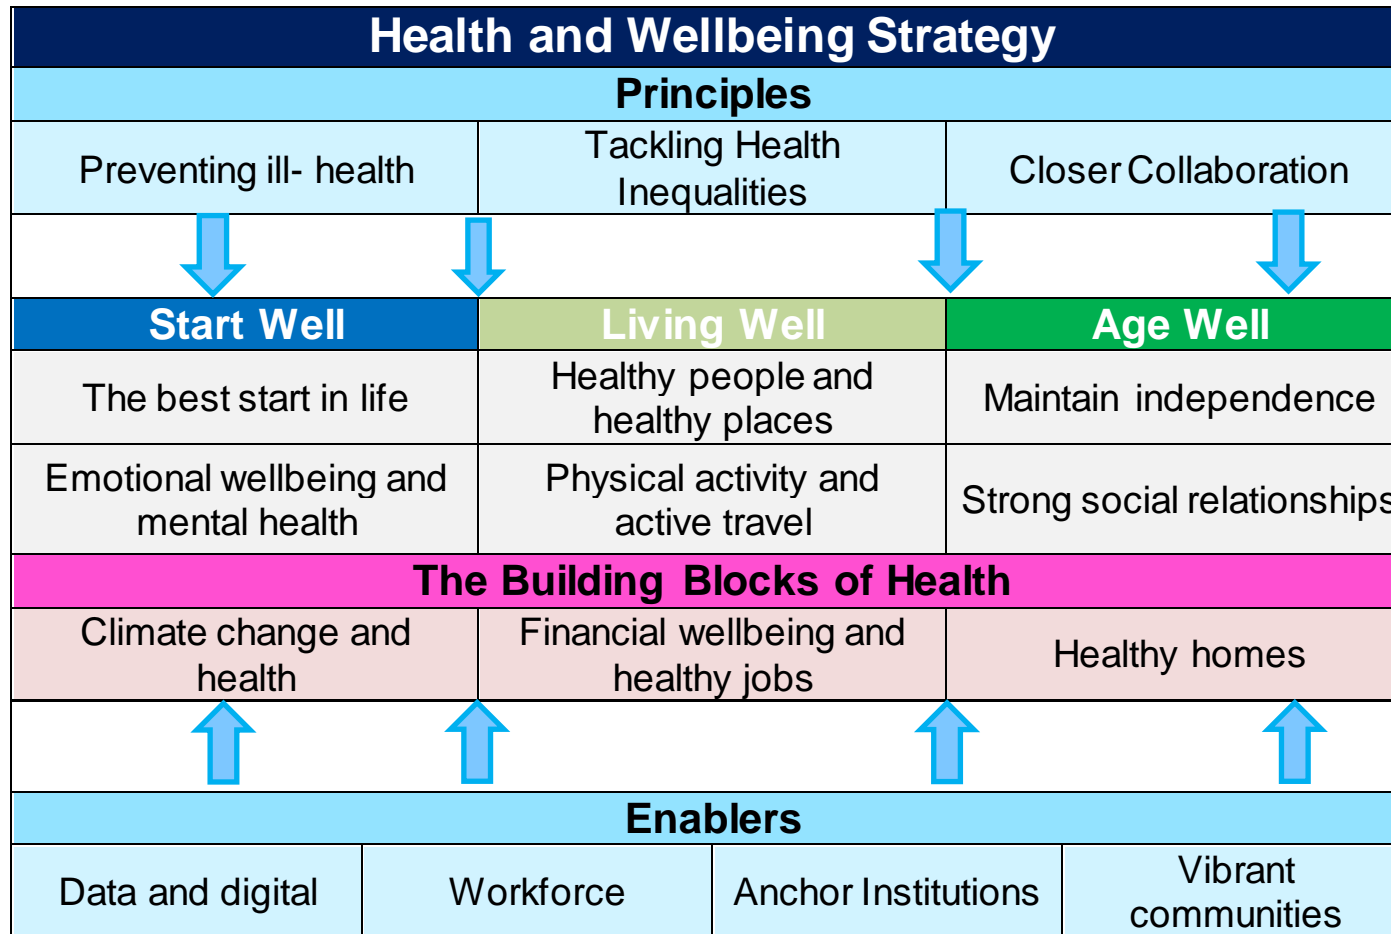 Health and Wellbeing Strategy
Principles
Preventing ill- health
Tackling Health
Inequalities
Closer Collaboration
Start Well
Living Well
Age Well
The best start in life
Healthy people and
healthy places
Maintain independence
Emotional wellbeing and
mental health
Physical activity and
active travel
Strong social relationships
The Building Blocks of Health
Climate change and
health
Financial wellbeing and
healthy jobs
Healthy homes
Enablers
Data and digital
Workforce
Anchor Institutions
Vibrant
communities